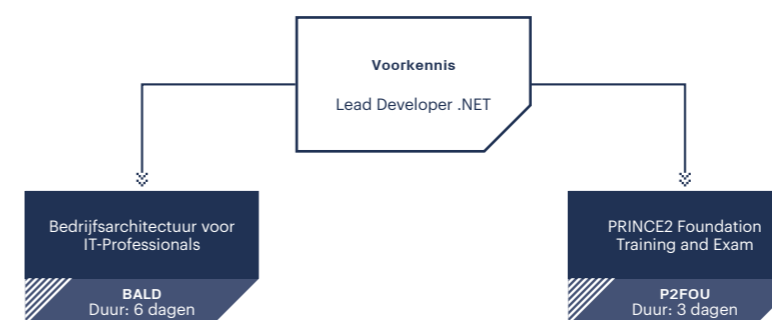 Voorkennis
Lead Developer .NET
Bedrijfsarchitectuur voor
IT-Professionals
BALD
Duur: 6 dagen
PRINCE2 Foundation
Training and Exam
P2FOU
Duur: 3 dagen